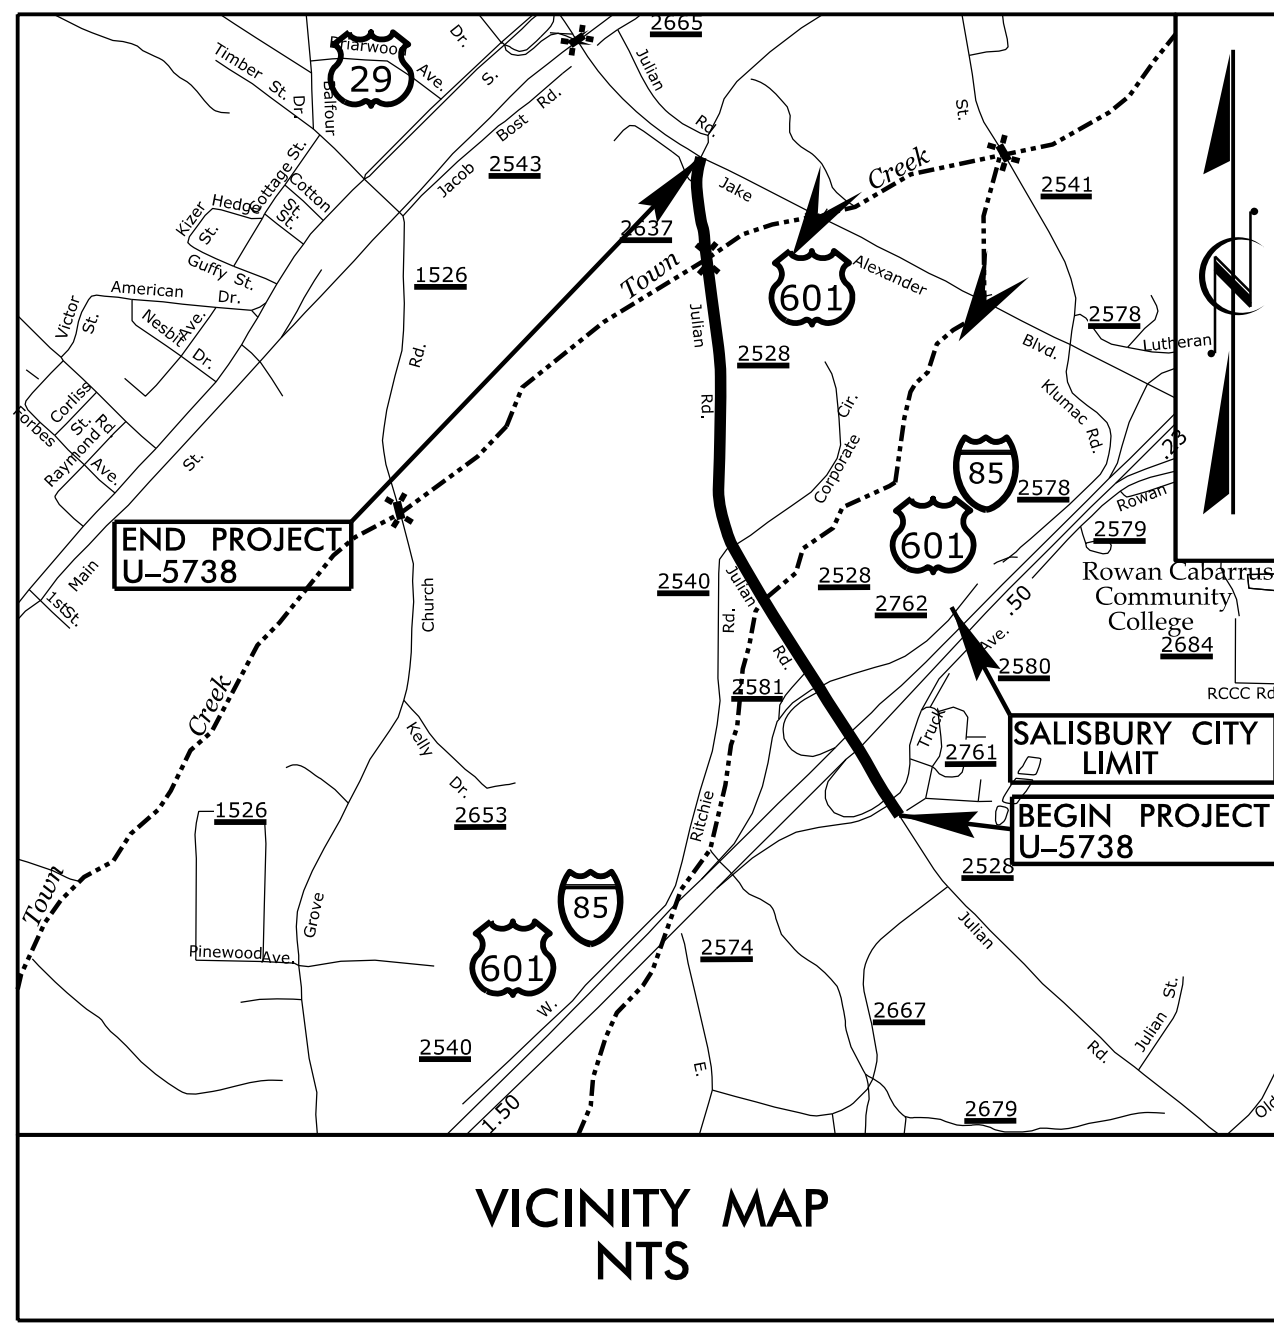 2665
Briarwood
Ave.
Dr.
S.
29
Timber St.
Dr.
Balfour
Julian
Rd.
Jacob Bost Rd.
2543
St.
Creek
2541
Jake
Alexander
Blvd.
Cottage St.
Cotton
St.
St.
Hedge
Kizer
St.
Guffy St.
2637
Town
1526
601
American Dr.
Victor
St.
Nesbit
Ave.
Dr.
Julian
Rd.
2528
2578
Lutheran
Rd.
Corliss
St.
Forbes
Ave.
Raymond
Rd
St.
Klumac Rd.
Cir.
Corporate
.23
85
2578
Rowan
601
2579
END PROJECT
U–5738
Main
1st St.
Church
2540
Julian
Rd.
2528
2762
Rowan Cabarrus
Community
College
.50
Ave.
2684
Rd.
2580
2581
RCCC Rd
Creek
Kelly
Dr.
Truck
2761
SALISBURY CITY
LIMIT
1526
2653
Ritchie
BEGIN PROJECT
U–5738
2528
Town
Grove
85
Pinewood Ave.
601
2574
Julian
W.
2667
Julian St.
2540
E.
Rd.
1.50
2679
Old
VICINITY MAP
NTS